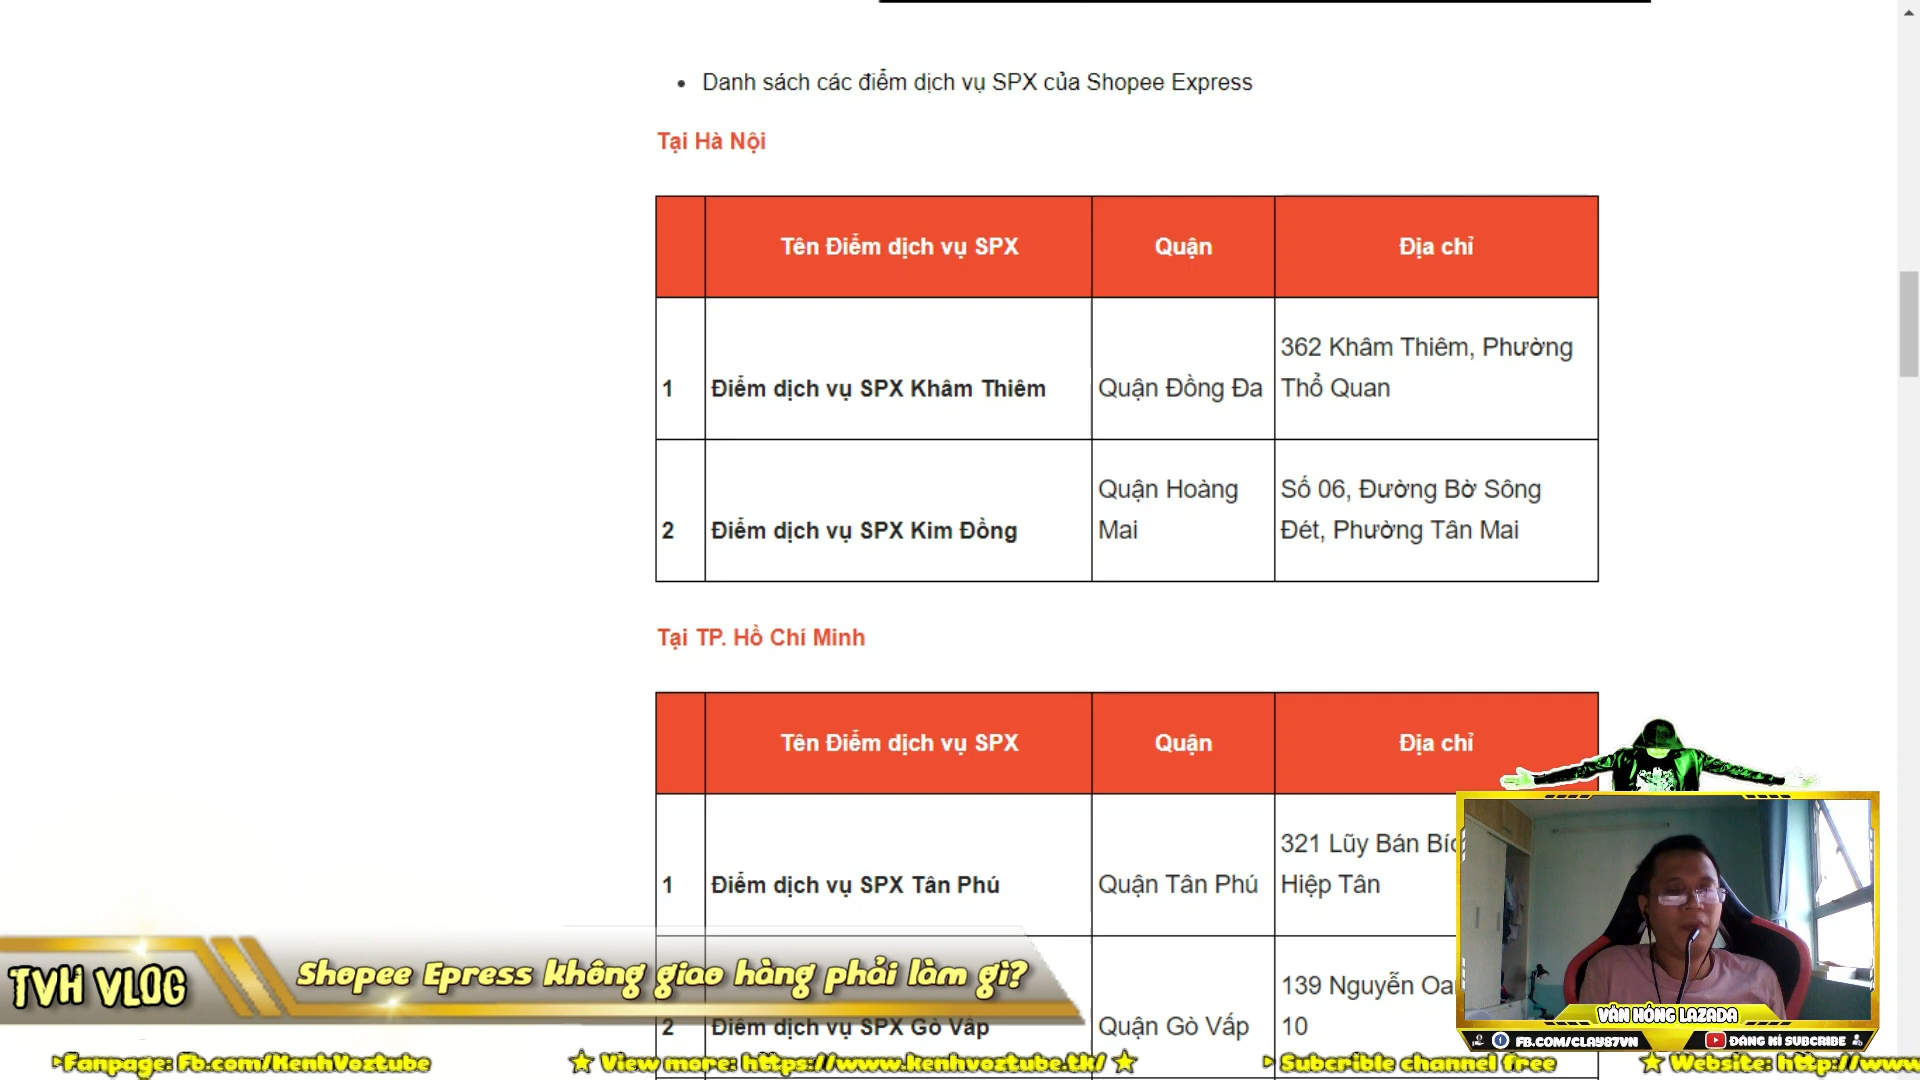 Danh sách các điểm dịch vụ SPX của Shopee Express
Tại Hà Nội
Tên Điểm dịch vụ SPX
Quận
Địa chỉ
1
Điểm dịch vụ SPX Khâm Thiêm
Quận Đồng Đa
362 Khâm Thiêm, Phường
Thổ Quan
2
Điểm dịch vụ SPX Kim Đồng
Quận Hoàng
Mai
Số 06, Đường Bờ Sông
Đét, Phường Tân Mai
Tại TP. Hồ Chí Minh
Tên Điểm dịch vụ SPX
Quận
Địa chỉ
1
Điểm dịch vụ SPX Tân Phú
Quận Tân Phú
321 Lũy Bán
Hiệp Tân
2
Điểm dịch vụ SPX Gò Vấp
Quận Gò Vấp
139 Nguyễn
10
TVH VLOG
Shopee Epress không giao hàng phải làm gì?
VĂN HÓNG LAZADA
FB.COM/CLAY87VN
ĐĂNG KÍ SUBCRIBE
Fanpage: Fb.com/KenhVoztube
View more: https://www.kenhvoztube.tk/
Subcrible channel free
Website: http://www